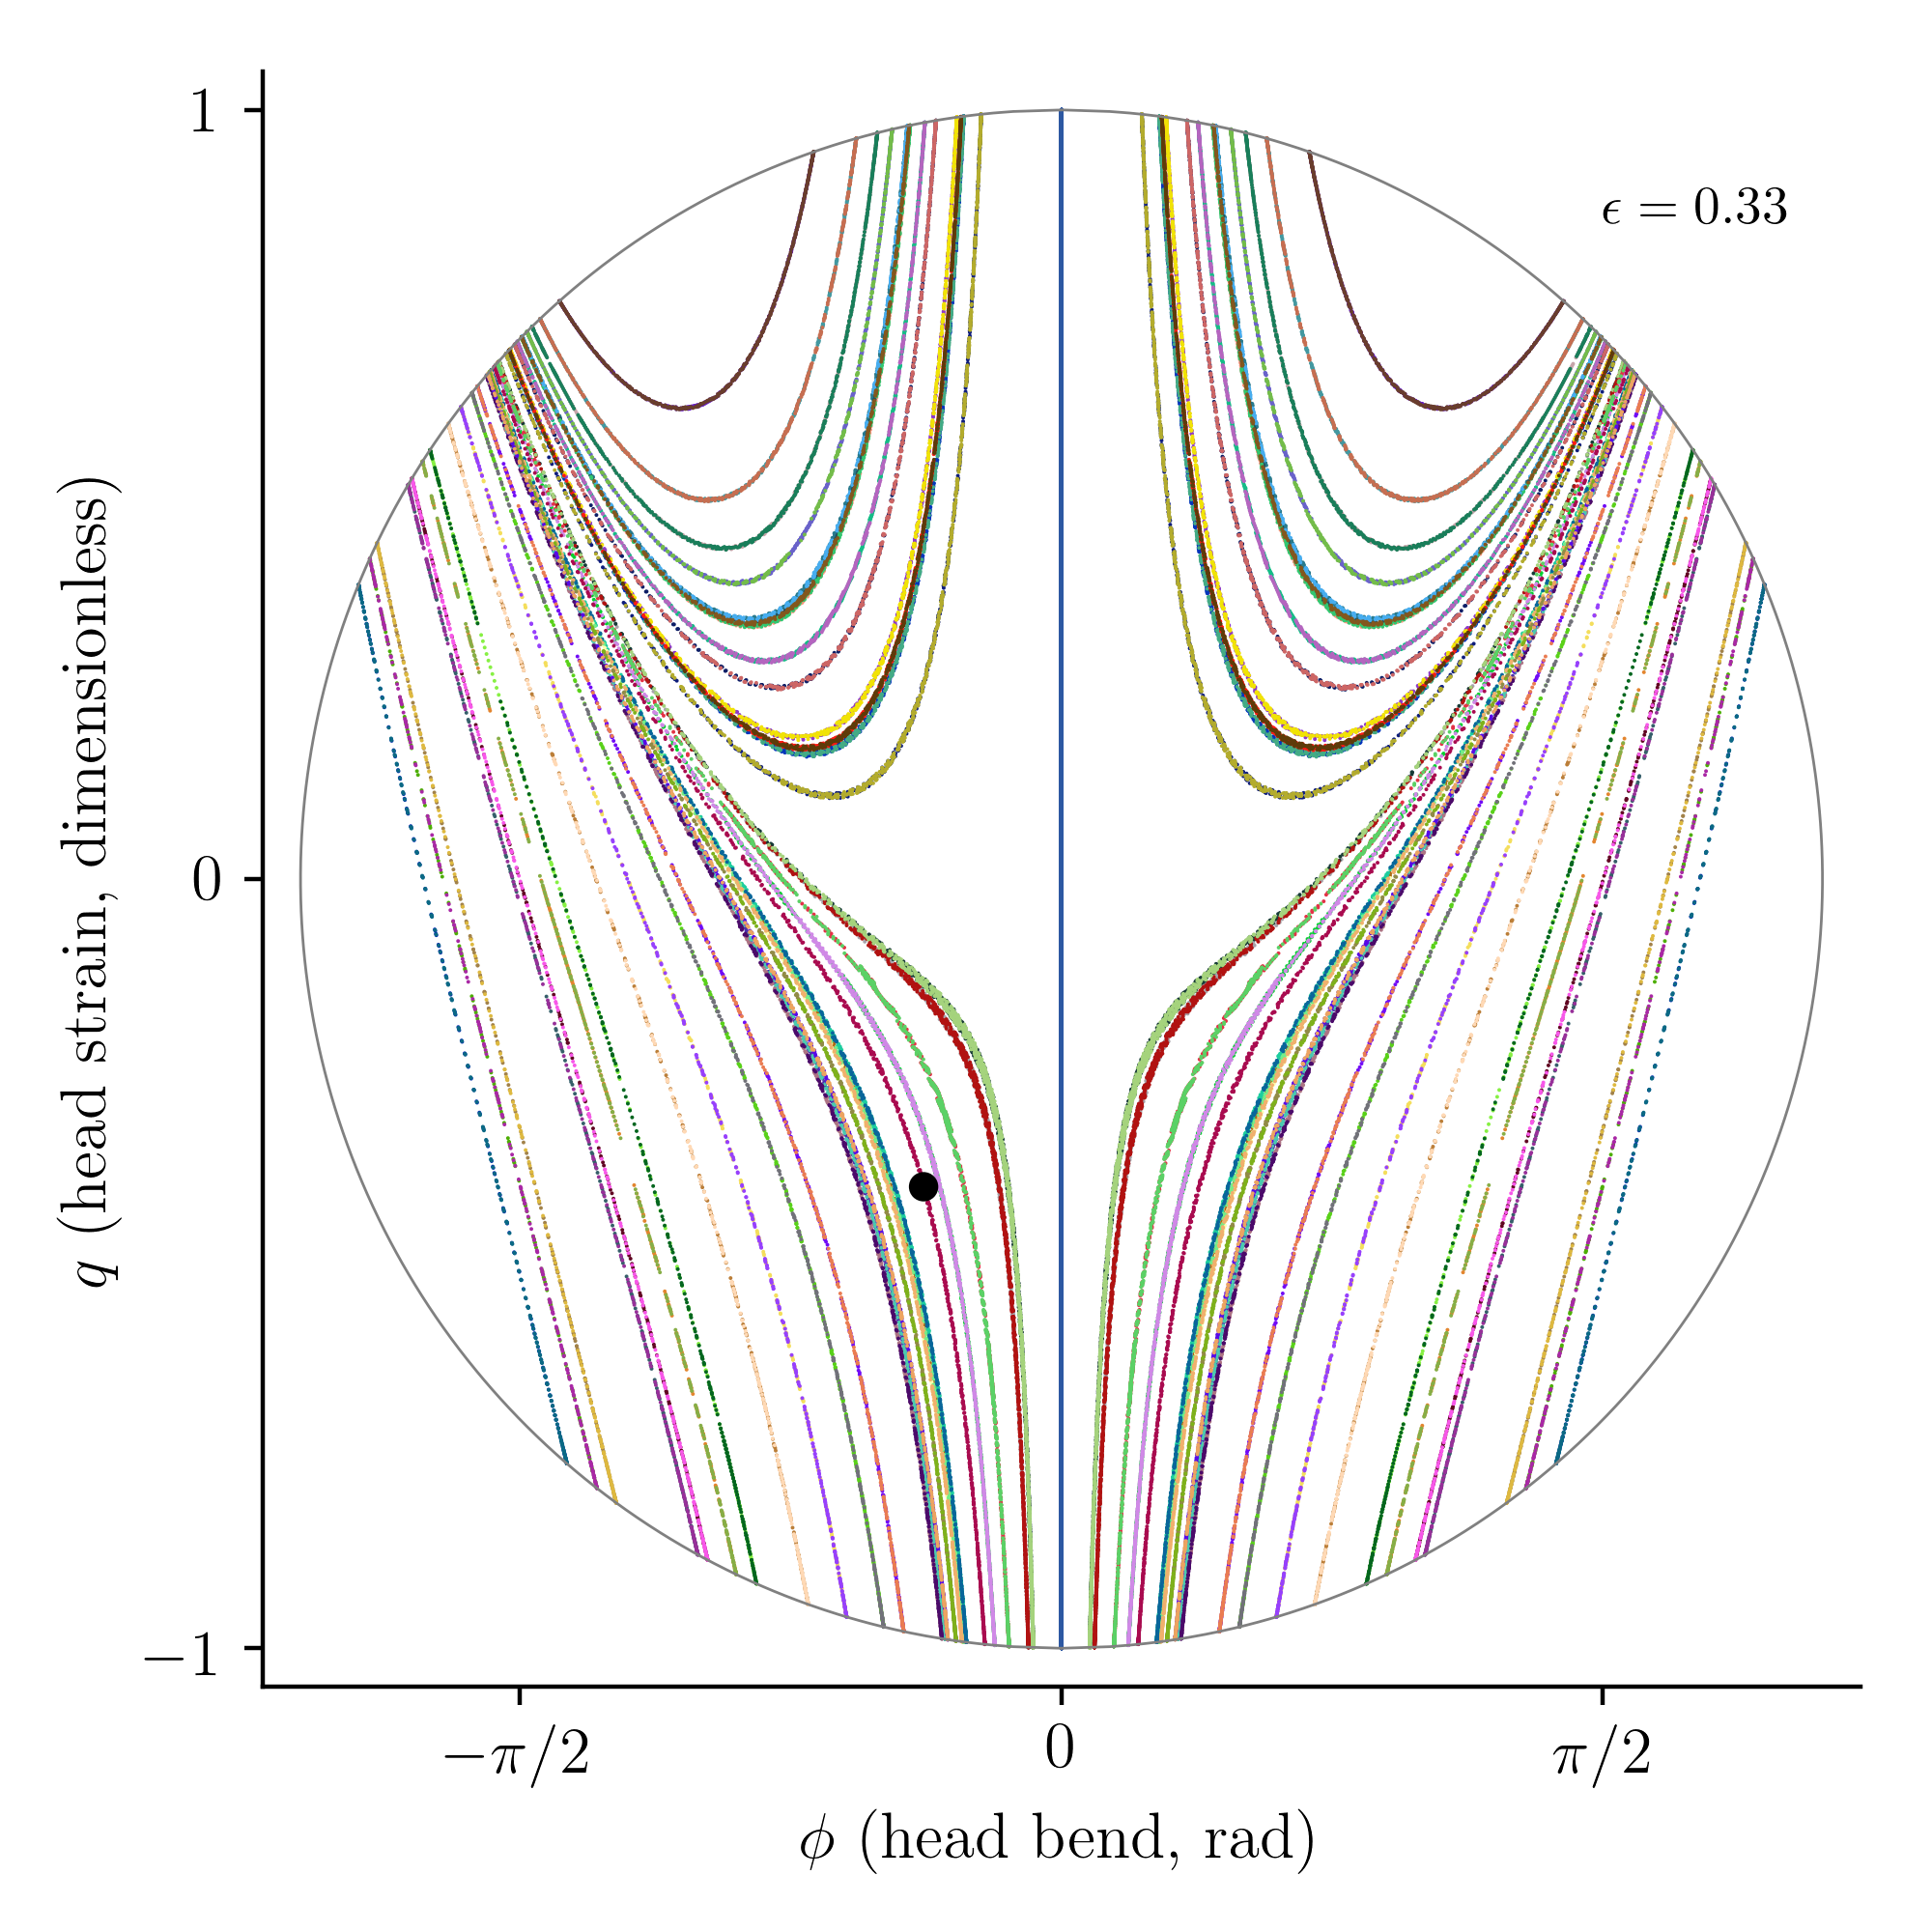 1
ϵ = 0.33
q (head strain, dimensionless)
0
−1
−π/2
0
π/2
ϕ (head bend, rad)